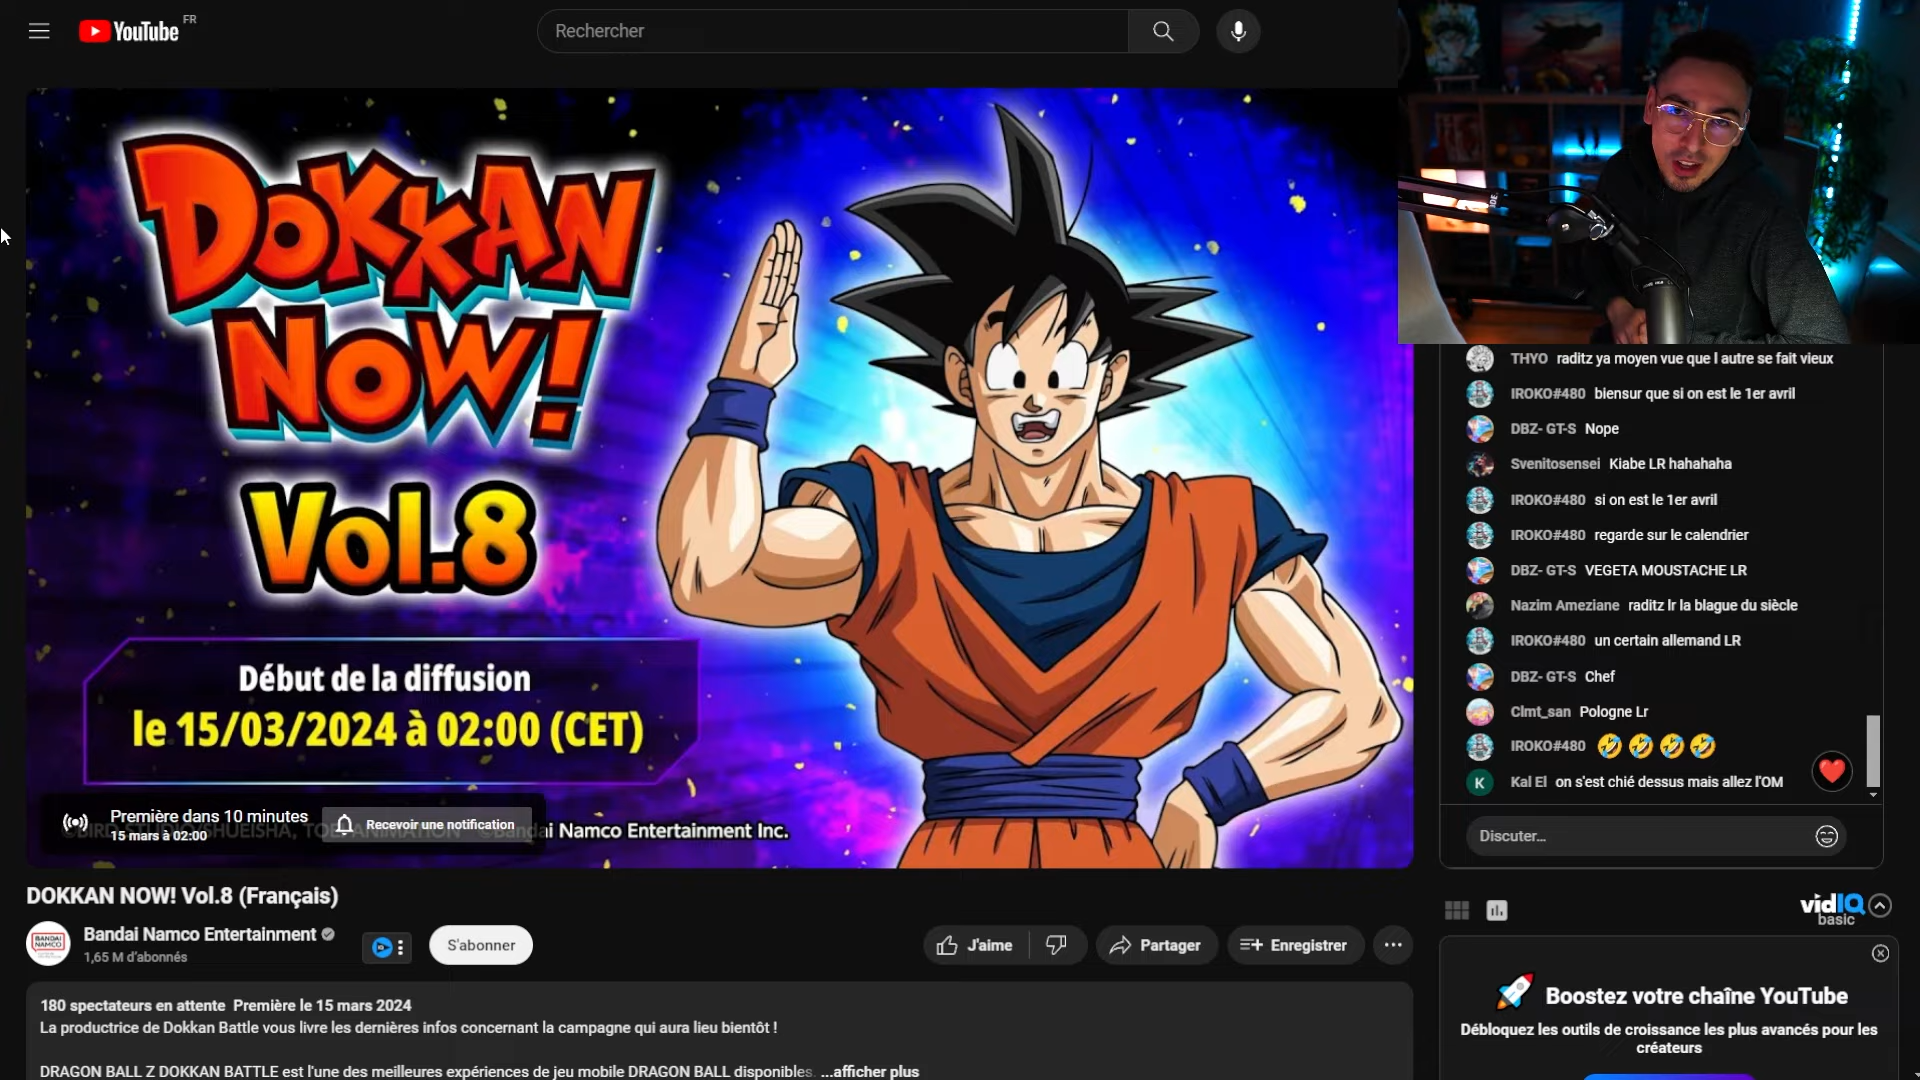 YouTube FR
Rechercher
DOKKAN
NOW!
Vol.8
Début de la diffusion
le 15/03/2024 à 02:00 (CET)
Première dans 10 minutes
15 mars à 02:00
Recevoir une notification
Namco Entertainment Inc.
THYO raditz ya moyen vue que l autre se fait vieux
IROKO#480 biensur que si on est le 1er avril
DBZ- GT-S Nope
Svenitosensei Kiabe LR hahahaha
IROKO#480 si on est le 1er avril
IROKO#480 regarde sur le calendrier
DBZ- GT-S VEGETA MOUSTACHE LR
Nazim Ameziane raditz lr la blague du siècle
IROKO#480 un certain allemand LR
DBZ- GT-S Chef
Clmt_san Pologne Lr
IROKO#480 🤣🤣🤣🤣
K Kal El on s'est chié dessus mais allez l'OM
Discuter...
DOKKAN NOW! Vol.8 (Français)
BANDAI NAMCO
Bandai Namco Entertainment
1,65 M d'abonnés
S'abonner
J'aime
Partager
Enregistrer
180 spectateurs en attente Première le 15 mars 2024
La productrice de Dokkan Battle vous livre les dernières infos concernant la campagne qui aura lieu bientôt !
DRAGON BALL Z DOKKAN BATTLE est l'une des meilleures expériences de jeu mobile DRAGON BALL disponibles. ...afficher plus
vidIQ
basic
Boostez votre chaîne YouTube
Débloquez les outils de croissance les plus avancés pour les
créateurs